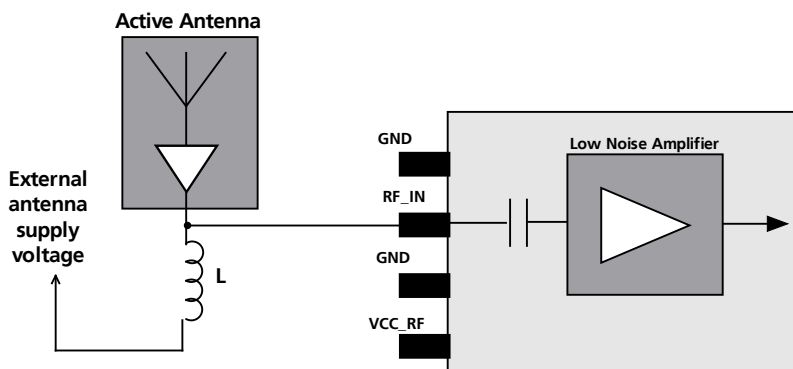 Active Antenna
External
antenna
supply
voltage
L
GND
RF_IN
GND
VCC_RF
Low Noise Amplifier